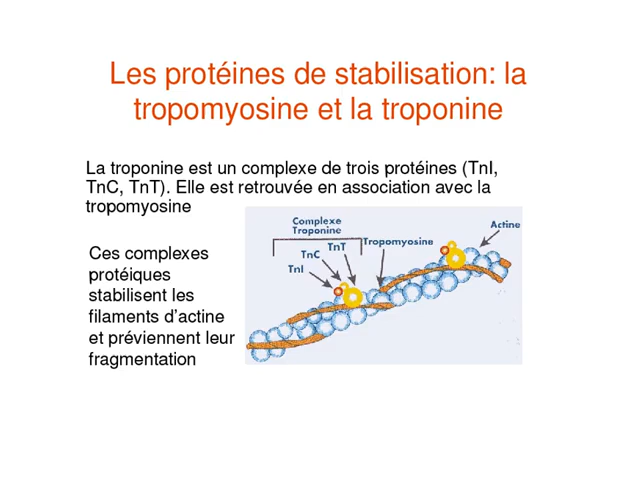 Les protéines de stabilisation: la
tropomyosine et la troponine
La troponine est un complexe de trois protéines (TnI,
TnC, TnT). Elle est retrouvée en association avec la
tropomyosine
Ces complexes
protéiques
stabilisent les
filaments d'actine
et préviennent leur
fragmentation
Complexe
Troponine
Actine
TnT
Tropomyosine
TnC
TnI